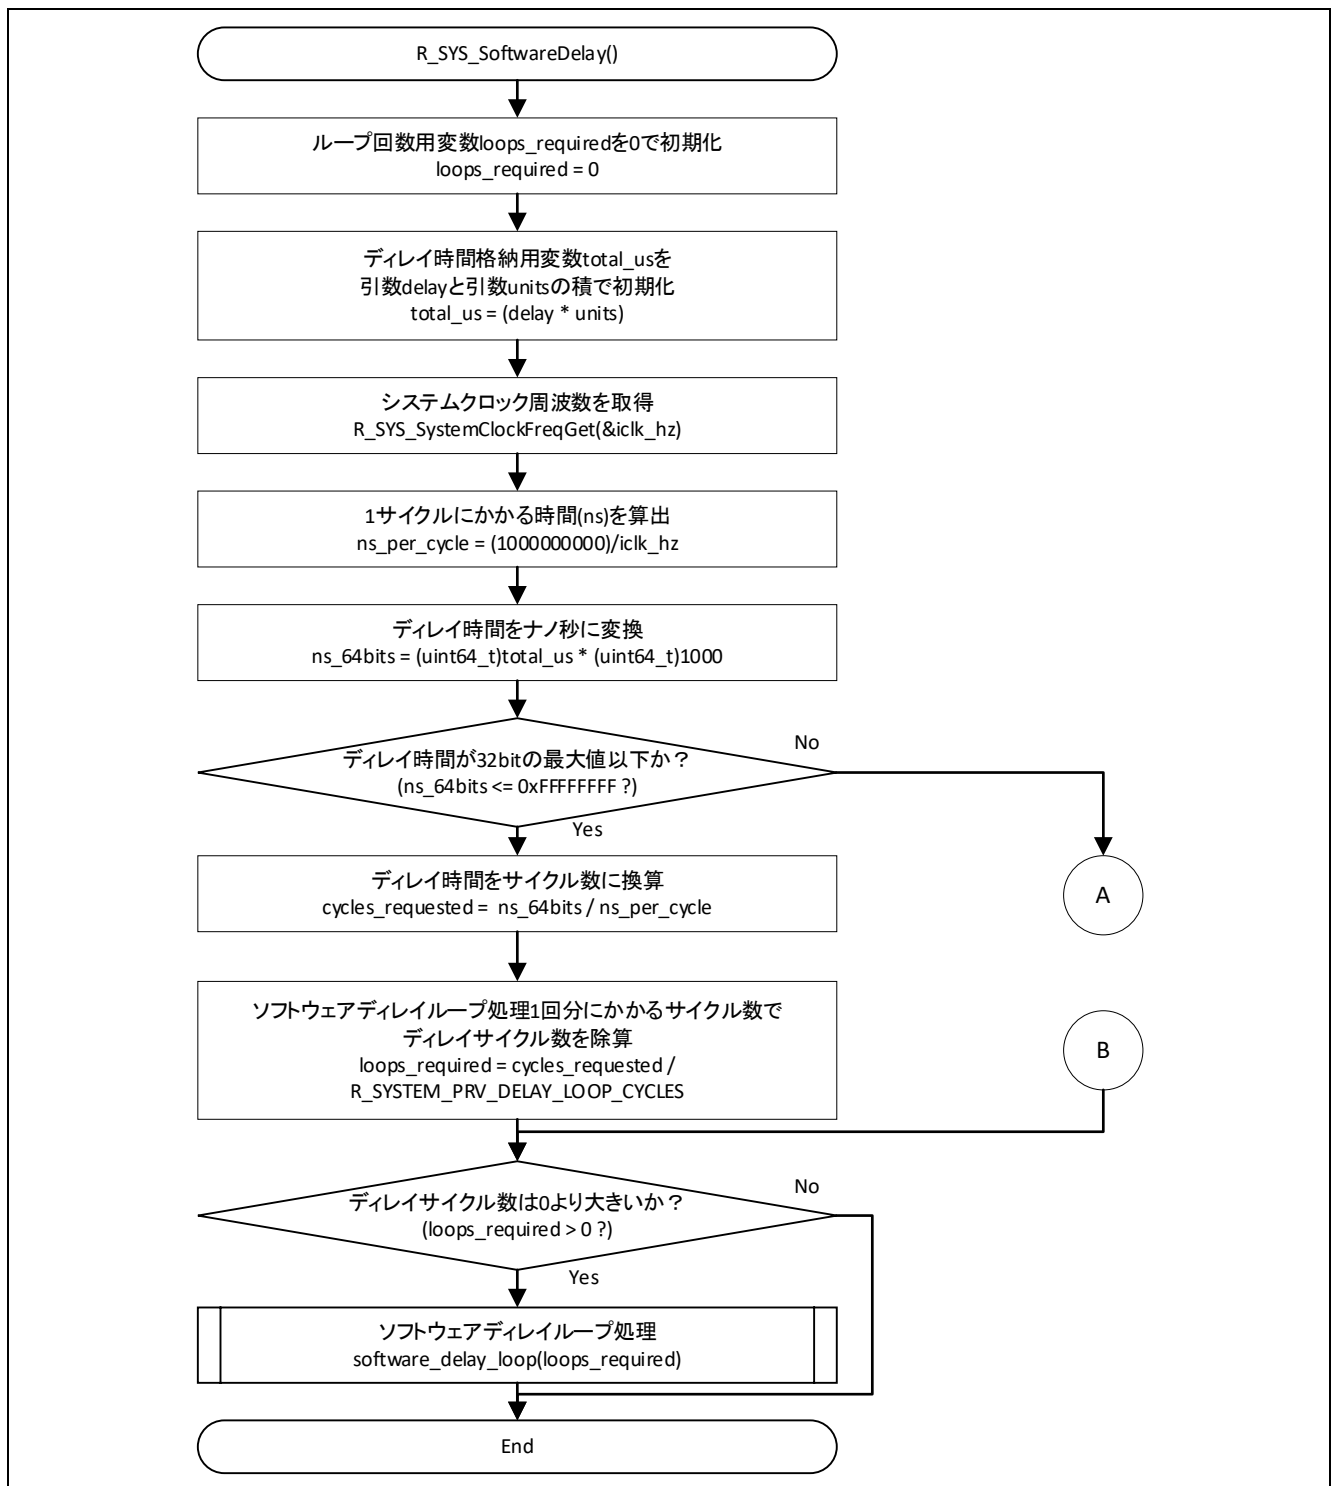 R_SYS_SoftwareDelay()
ループ回数用変数loops_requiredを0で初期化
loops_required = 0
ディレイ時間格納用変数total_usを
引数delayと引数unitsの積で初期化
total_us = (delay * units)
システムクロック周波数を取得
R_SYS_SystemClockFreqGet(&iclk_hz)
1サイクルにかかる時間(ns)を算出
ns_per_cycle = (1000000000)/iclk_hz
ディレイ時間をナノ秒に変換
ns_64bits = (uint64_t)total_us * (uint64_t)1000
No
ディレイ時間が32bitの最大値以下か?
(ns_64bits <= 0xFFFFFFFF ?)
Yes
ディレイ時間をサイクル数に換算
cycles_requested = ns_64bits / ns_per_cycle
A
ソフトウェアディレイループ処理1回分にかかるサイクル数で
ディレイサイクル数を除算
loops_required = cycles_requested /
R_SYSTEM_PRV_DELAY_LOOP_CYCLES
B
No
ディレイサイクル数は0より大きいか?
(loops_required > 0 ?)
Yes
ソフトウェアディレイループ処理
software_delay_loop(loops_required)
End